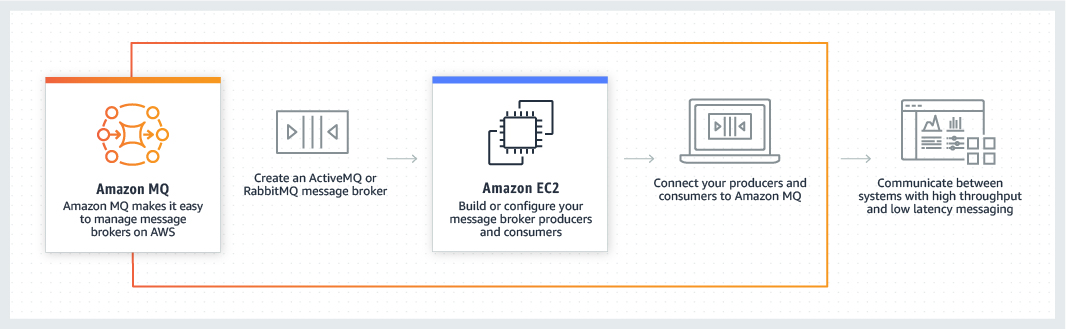 Amazon MQ
Amazon MQ makes it easy
to manage message
brokers on AWS
Create an ActiveMQ or
RabbitMQ message broker
Amazon EC2
Build or configure your
message broker producers
and consumers
Connect your producers and
consumers to Amazon MQ
Communicate between
systems with high throughput
and low latency messaging